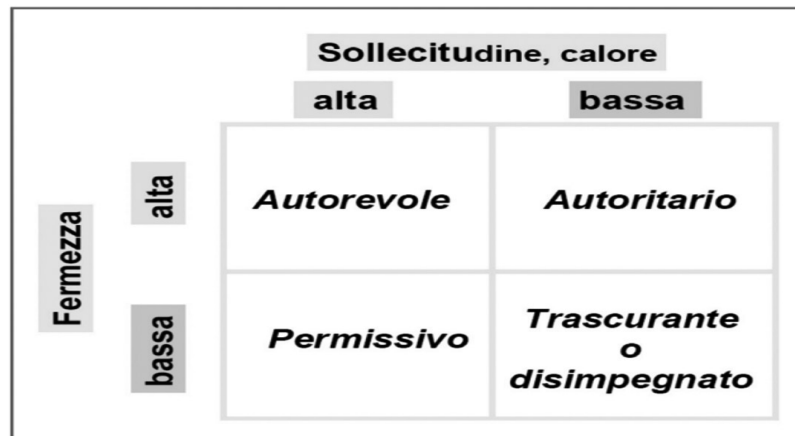 Sollecitudine, calore
alta bassa
Fermezza
alta
Autorevole Autoritario
bassa
Permissivo
Trascurante
o
disimpegnato